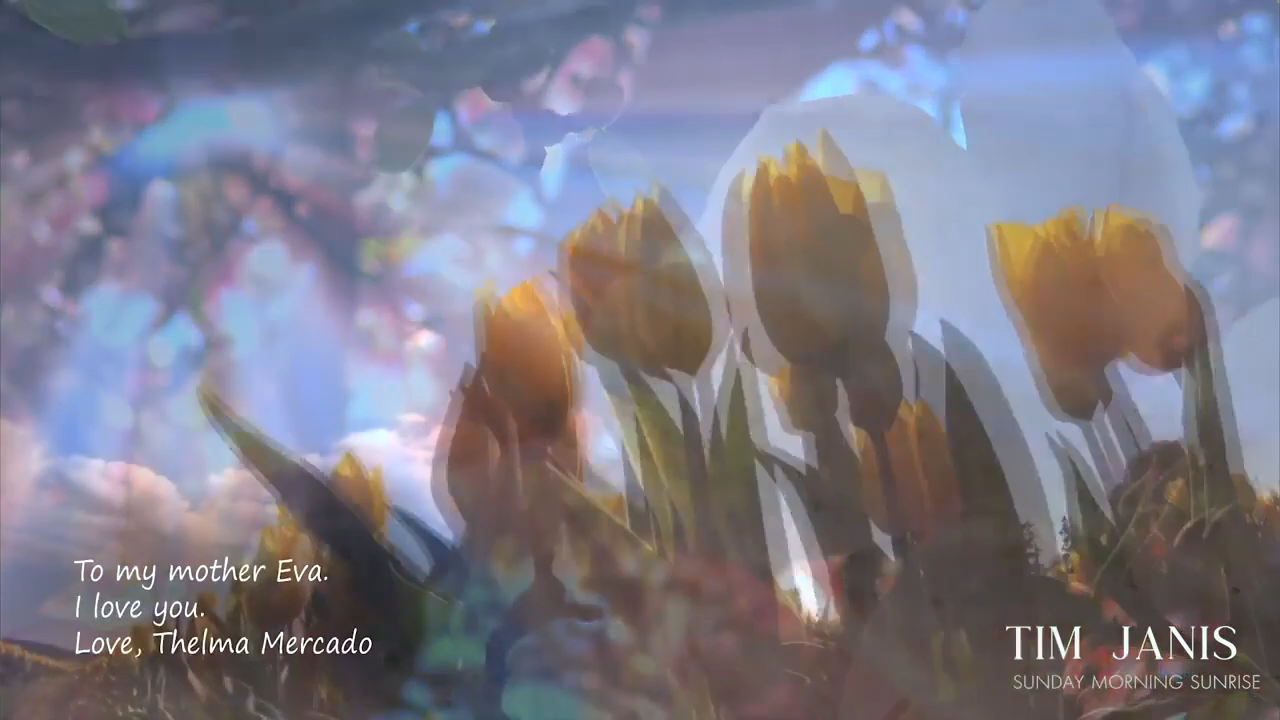 To my mother Eva.
I love you.
Love, Thelma Mercado
TIM JANIS
SUNDAY MORNING SUNRISE